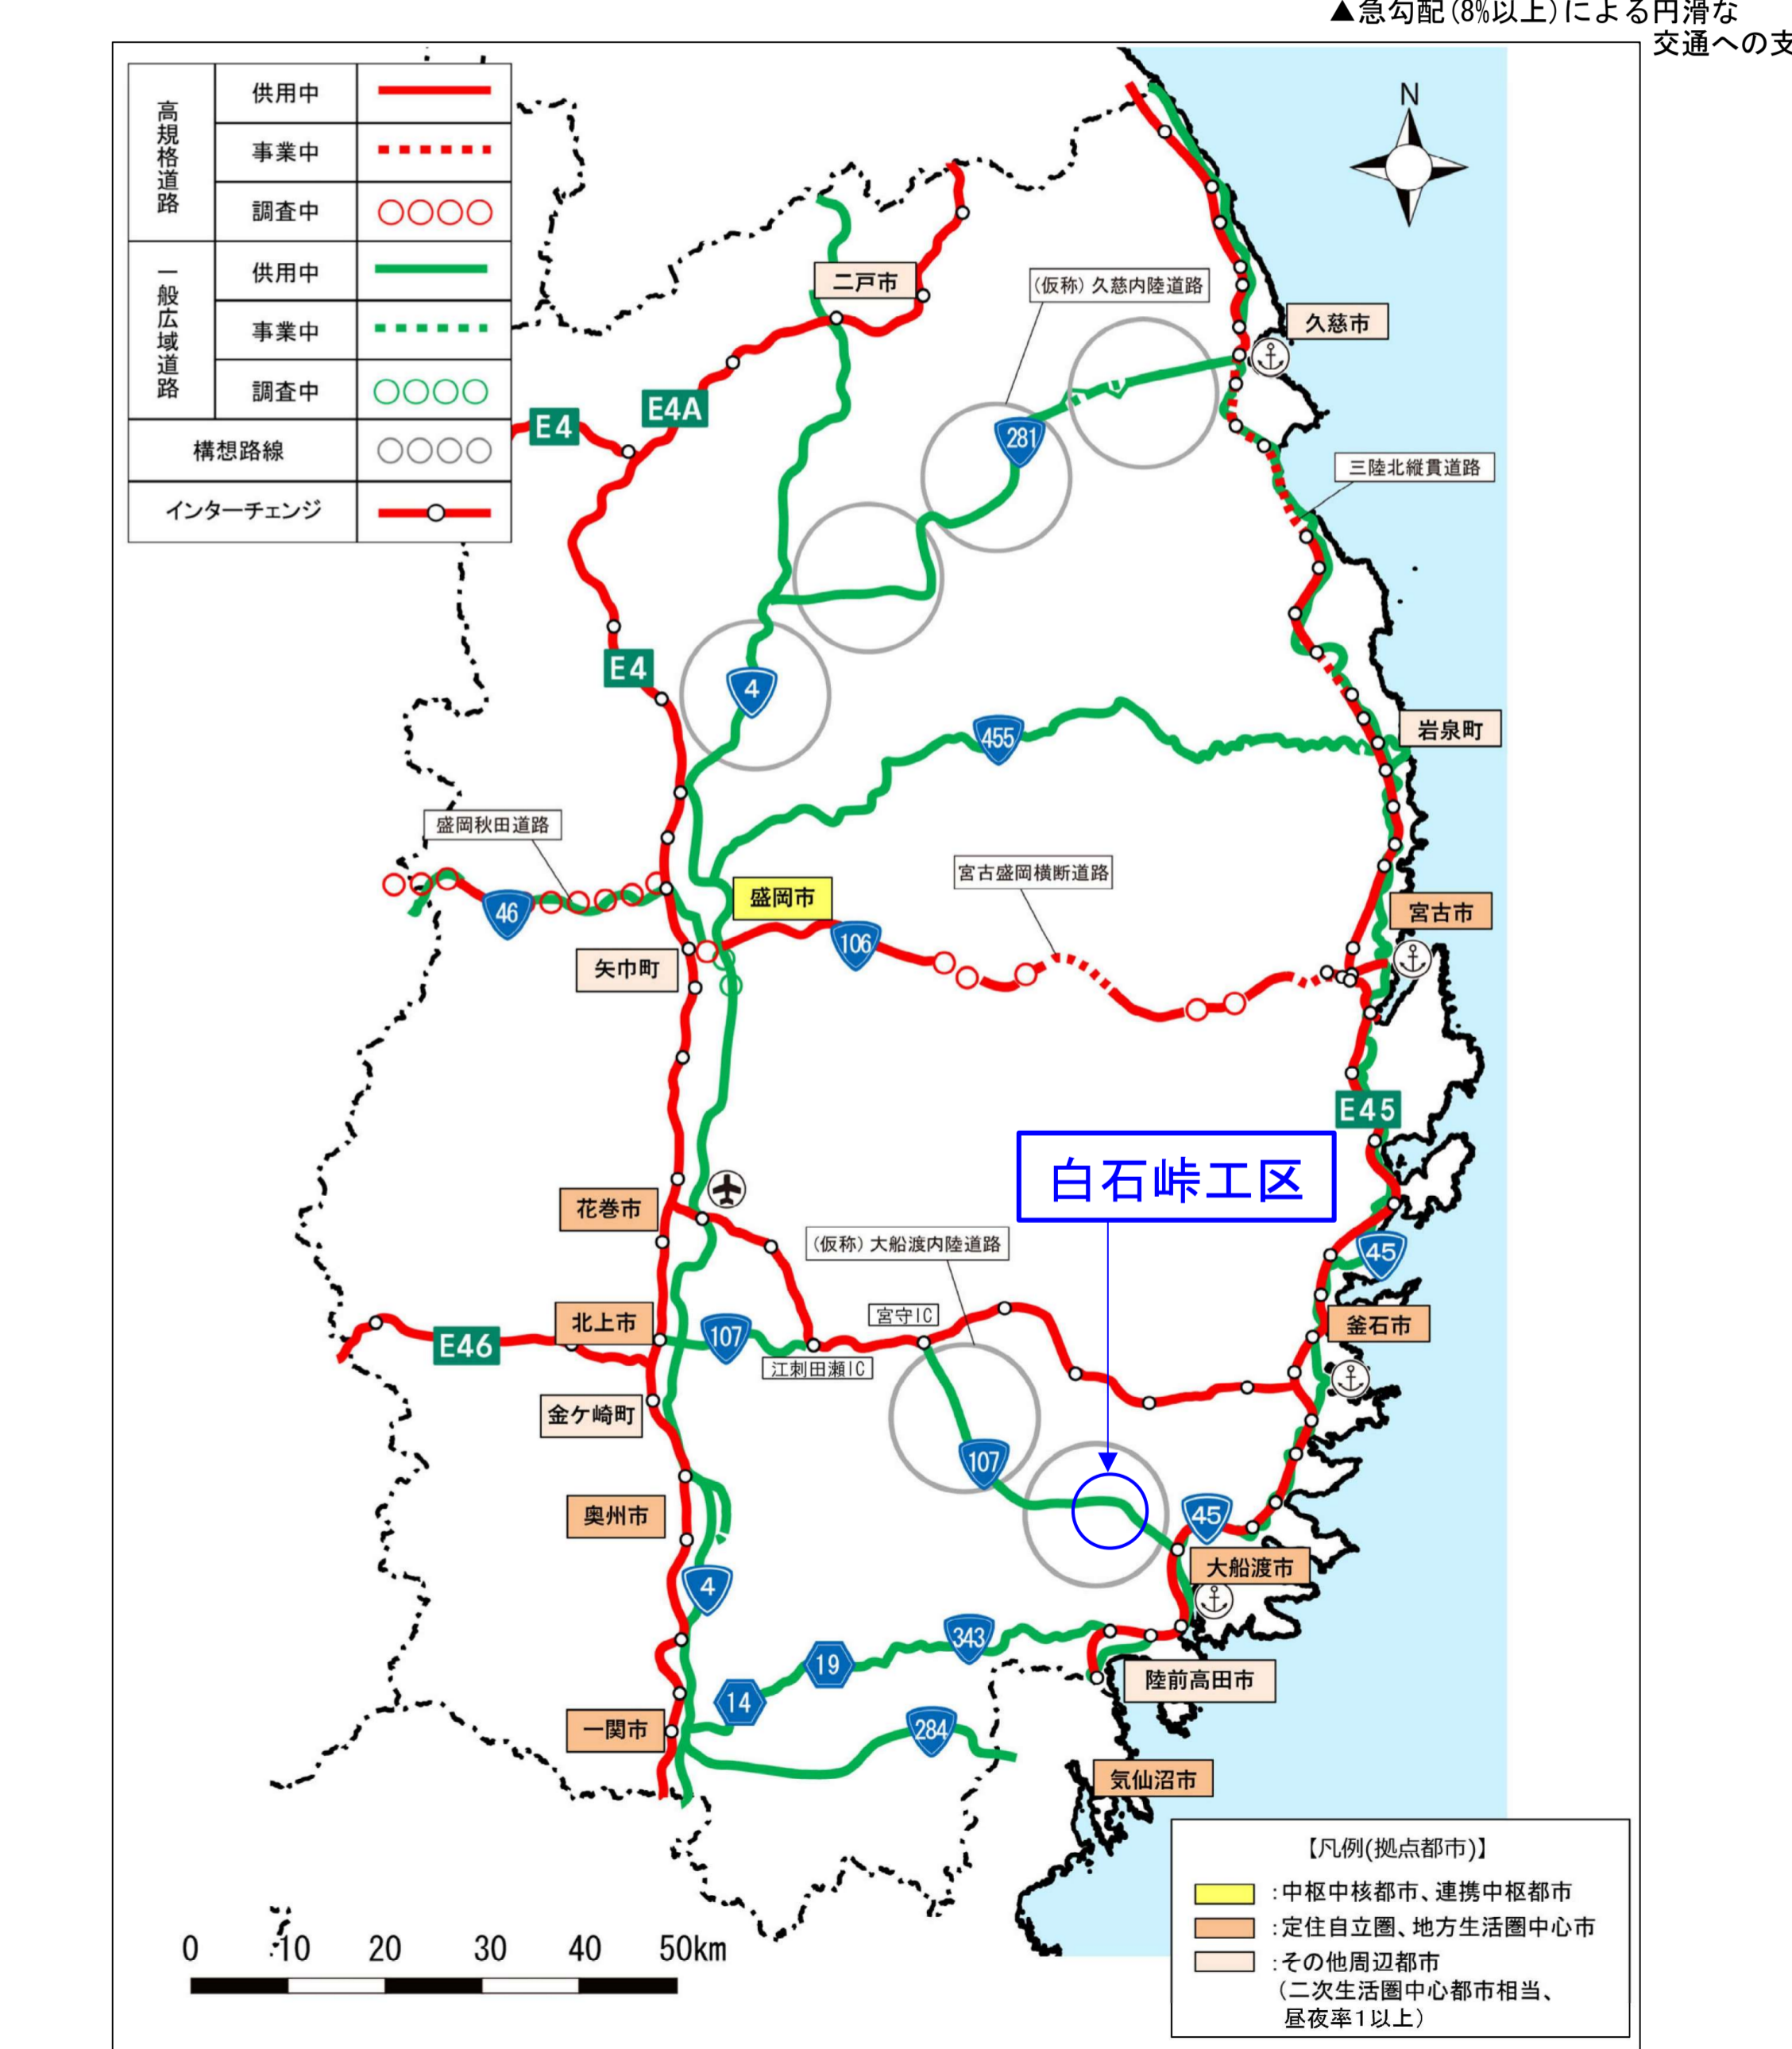 ▲急勾配(8%以上)による円滑な
交通への支
高規格道路
供用中
事業中
調査中
一般広域道路
供用中
事業中
調査中
構想路線
インターチェンジ
N
二戸市
(仮称)久慈内陸道路
久慈市
E4A
E4
281
三陸北縦貫道路
E4
4
455
岩泉町
盛岡秋田道路
宮古盛岡横断道路
盛岡市
46
106
宮古市
矢巾町
E45
白石峠工区
花巻市
(仮称)大船渡内陸道路
45
宮守IC
北上市
107
釜石市
E46
江刺田瀬IC
金ケ崎町
107
奥州市
45
大船渡市
4
343
19
陸前高田市
14
一関市
284
気仙沼市
【凡例(拠点都市)】
:中枢中核都市、連携中枢都市
:定住自立圏、地方生活圏中心市
:その他周辺都市
(二次生活圏中心都市相当、
昼夜率1以上)
0 10 20 30 40 50km